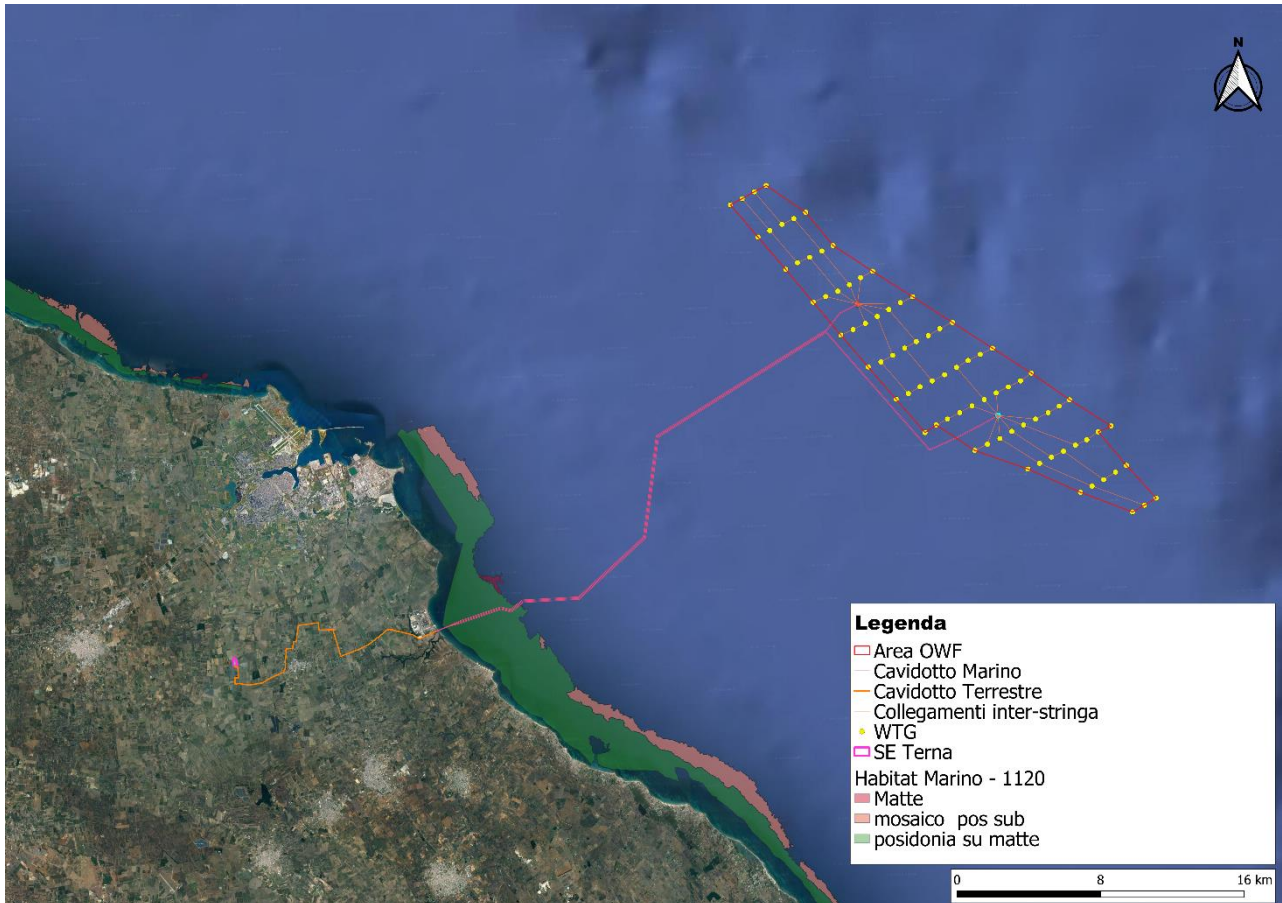 N
Legenda
Area OWF
Cavidotto Marino
Cavidotto Terrestre
Collegamenti inter-stringa
WTG
SE Terna
Habitat Marino - 1120
Matte
mosaico pos sub
posidonia su matte
0 8 16 km